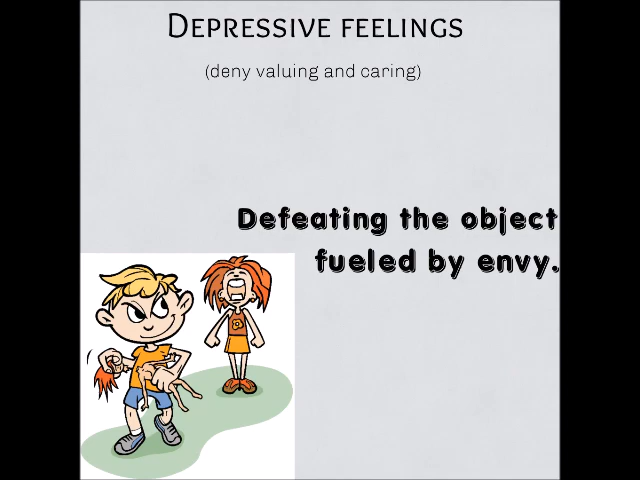 Depressive feelings
(deny valuing and caring)
Defeating the object
fueled by envy.